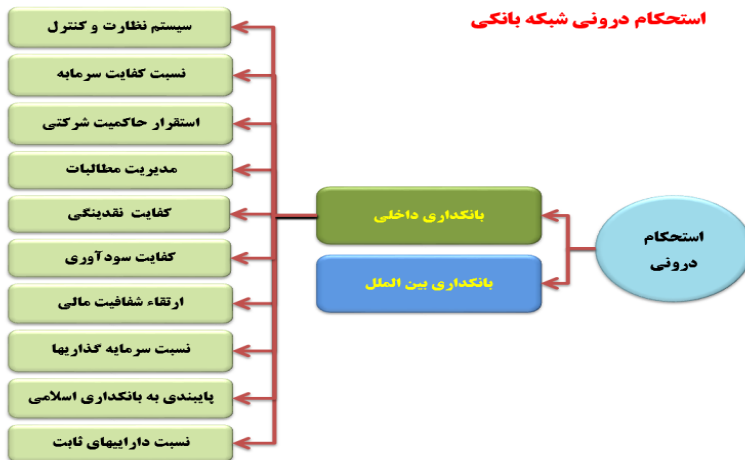 استحکام درونی شبکه بانکی
استحکام
درونی
بانکداری داخلی
بانکداری بین الملل
سیستم نظارت و کنترل
نسبت کفایت سرمایه
استقرار حاکمیت شرکتی
مدیریت مطالبات
کفایت نقدینگی
کفایت سودآوری
ارتقاء شفافیت مالی
نسبت سرمایه گذاریها
پایبندی به بانکداری اسلامی
نسبت داراییهای ثابت